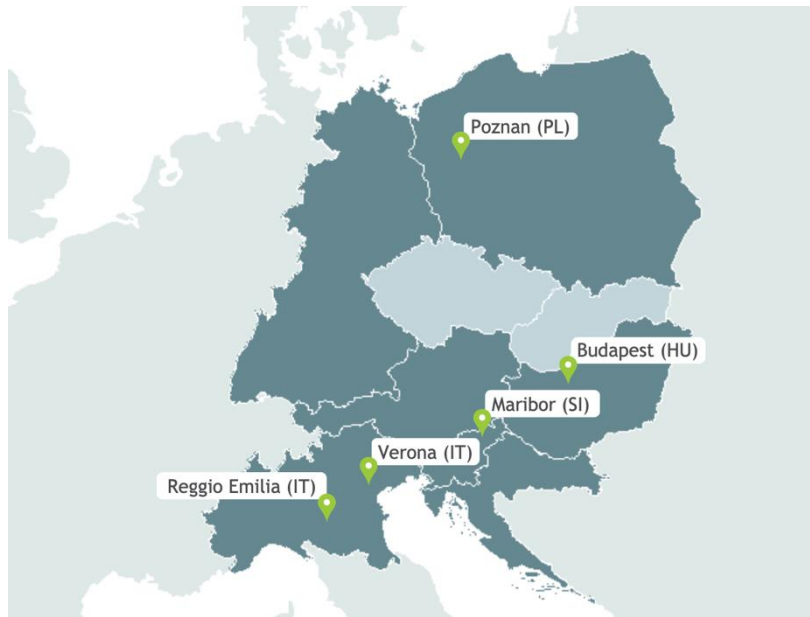 Poznan (PL)
Budapest (HU)
Maribor (SI)
Verona (IT)
Reggio Emilia (IT)